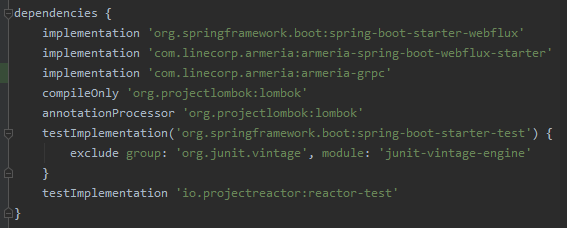 dependencies {
    implementation 'org.springframework.boot:spring-boot-starter-webflux'
    implementation 'com.linecorp.armeria:armeria-spring-boot-webflux-starter'
    implementation 'com.linecorp.armeria:armeria-grpc'
    compileOnly 'org.projectlombok:lombok'
    annotationProcessor 'org.projectlombok:lombok'
    testImplementation('org.springframework.boot:spring-boot-starter-test') {
        exclude group: 'org.junit.vintage', module: 'junit-vintage-engine'
    }
    testImplementation 'io.projectreactor:reactor-test'
}